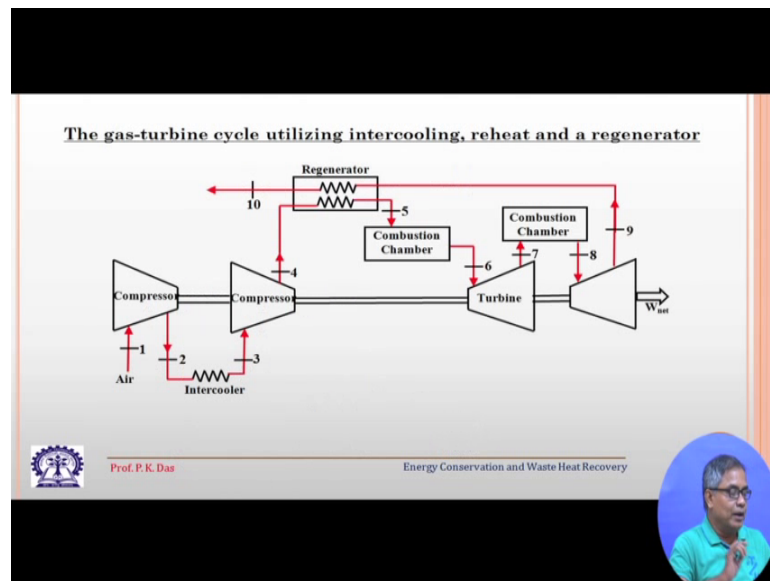 The gas-turbine cycle utilizing intercooling, reheat and a regenerator
Regenerator
10
5
Combustion
Chamber
Combustion
Chamber
9
4
6
7
8
Compressor
Compressor
Turbine
Wnet
1
2
3
Air
Intercooler
Prof. P. K. Das
Energy Conservation and Waste Heat Recovery